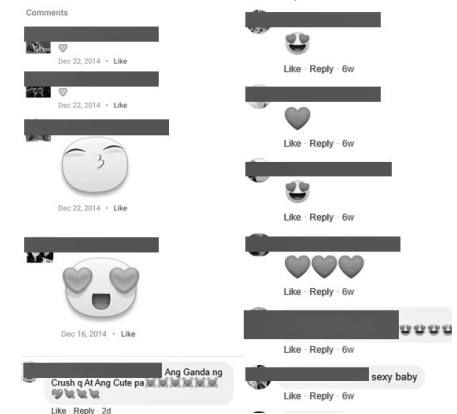 Comments
Dec 22, 2014 • Like
Dec 22, 2014 • Like
Dec 22, 2014 • Like
Dec 16, 2014 • Like
Ang Ganda ng
Crush q At Ang Cute pa
Like · Reply · 2d
Like · Reply · 6w
Like · Reply · 6w
Like · Reply · 6w
Like · Reply · 6w
Like · Reply · 6w
sexy baby
Like · Reply · 6w